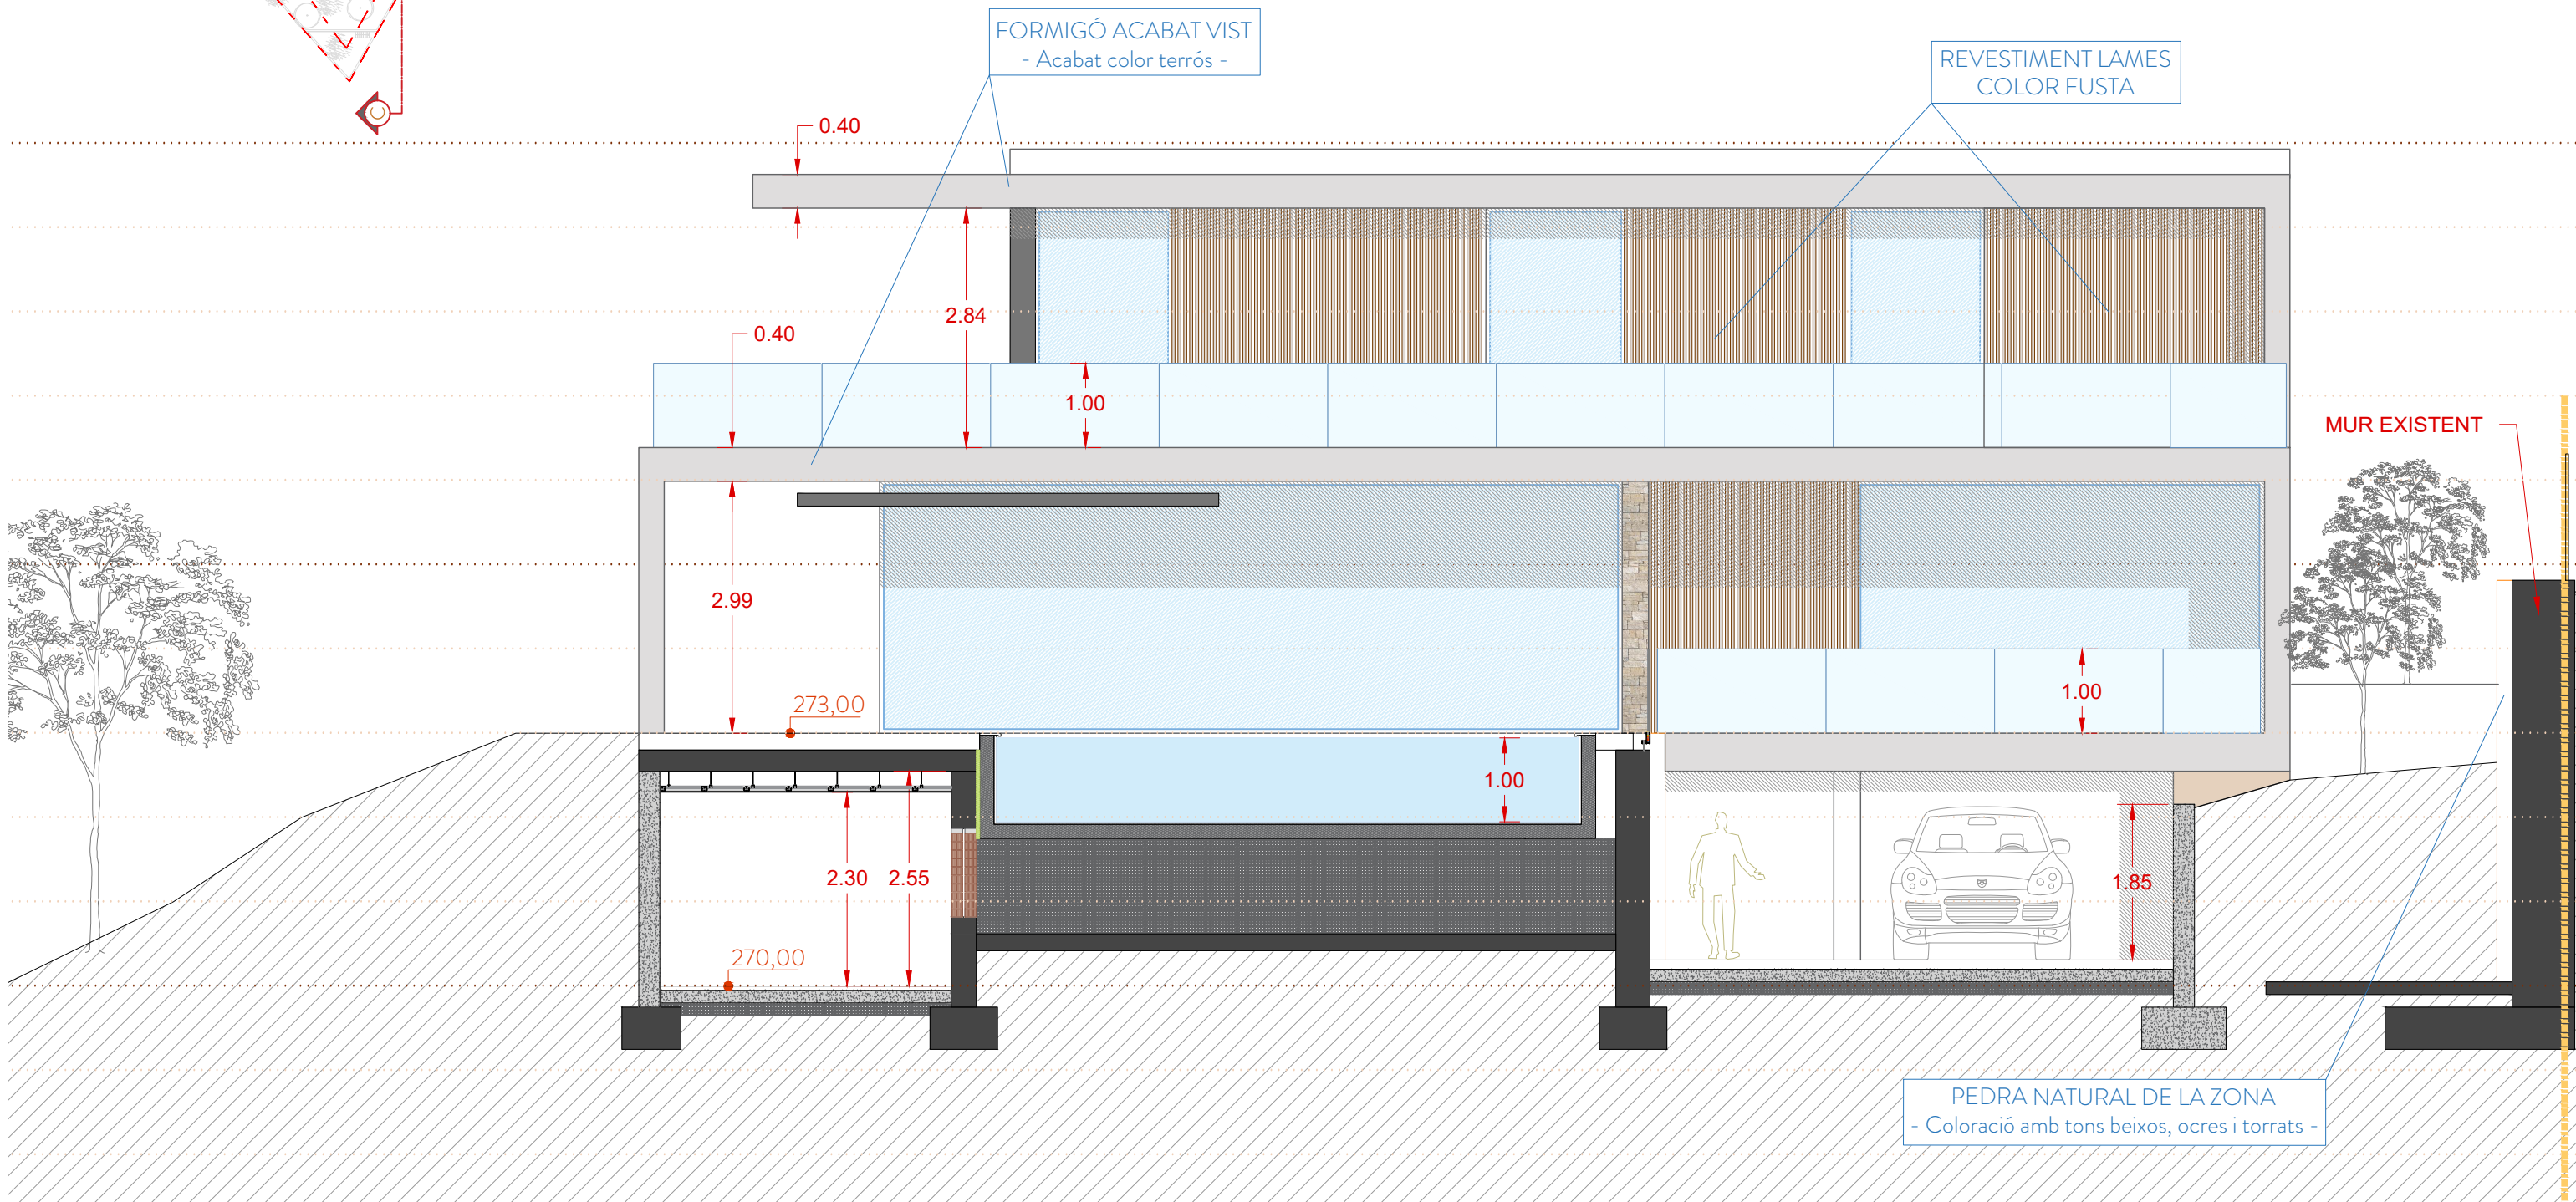 FORMIGÓ ACABAT VIST
- Acabat color terrós -
REVESTIMENT LAMES
COLOR FUSTA
0.40
2.84
0.40
1.00
MUR EXISTENT
2.99
1.00
273,00
1.00
2.30
2.55
1.85
270,00
PEDRA NATURAL DE LA ZONA
- Coloració amb tons beixos, ocres i torrats -